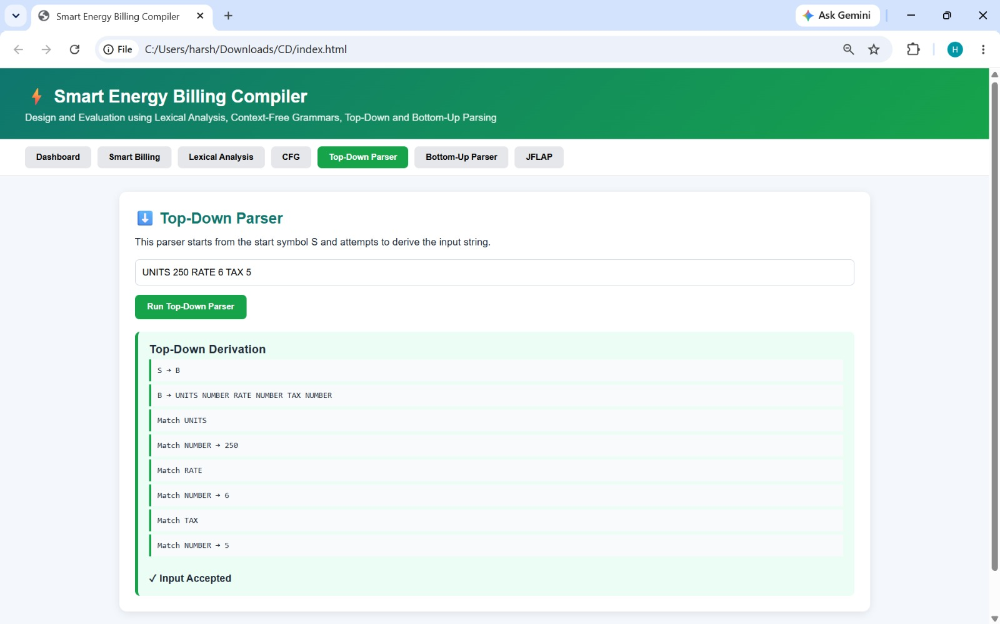 Smart Energy Billing Compiler
Ask Gemini
File
C:/Users/harsh/Downloads/CD/index.html
H
Smart Energy Billing Compiler
Design and Evaluation using Lexical Analysis, Context-Free Grammars, Top-Down and Bottom-Up Parsing
Dashboard Smart Billing Lexical Analysis CFG Top-Down Parser Bottom-Up Parser JFLAP
Top-Down Parser
This parser starts from the start symbol S and attempts to derive the input string.
UNITS 250 RATE 6 TAX 5
Run Top-Down Parser
Top-Down Derivation
S → B
B → UNITS NUMBER RATE NUMBER TAX NUMBER
Match UNITS
Match NUMBER → 250
Match RATE
Match NUMBER → 6
Match TAX
Match NUMBER → 5
✓ Input Accepted